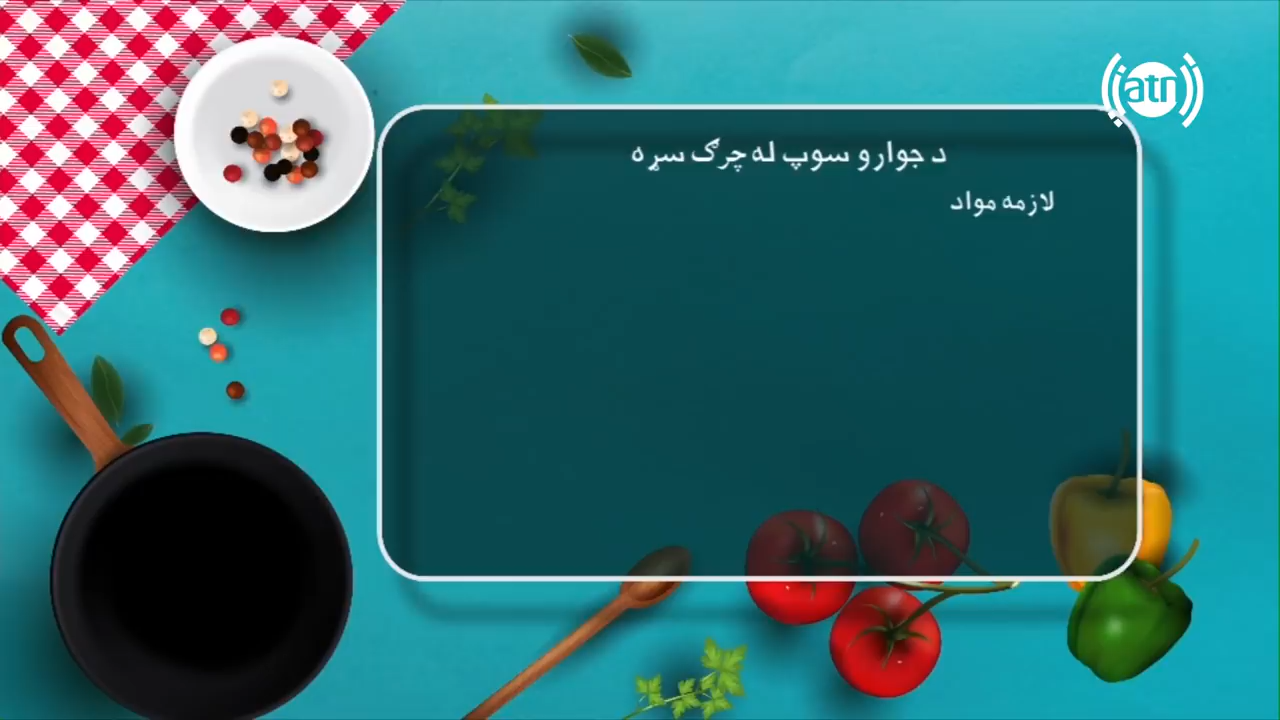 atn
د جوارو سوپ له چرګ سره
لازمه مواد